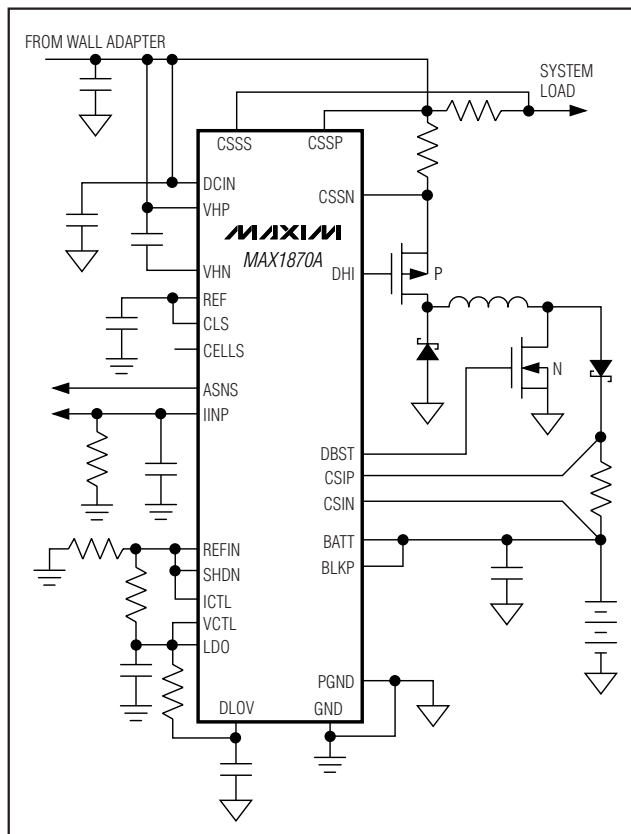 FROM WALL ADAPTER
SYSTEM
LOAD
CSSS
CSSP
DCIN
CSSN
VHP
MAXIM
MAX1870A
VHN
DHI
P
REF
CLS
CELLS
ASNS
N
IINP
DBST
CSIP
CSIN
REFIN
BATT
SHDN
BLKP
ICTL
VCTL
LDO
PGND
DLOV
GND